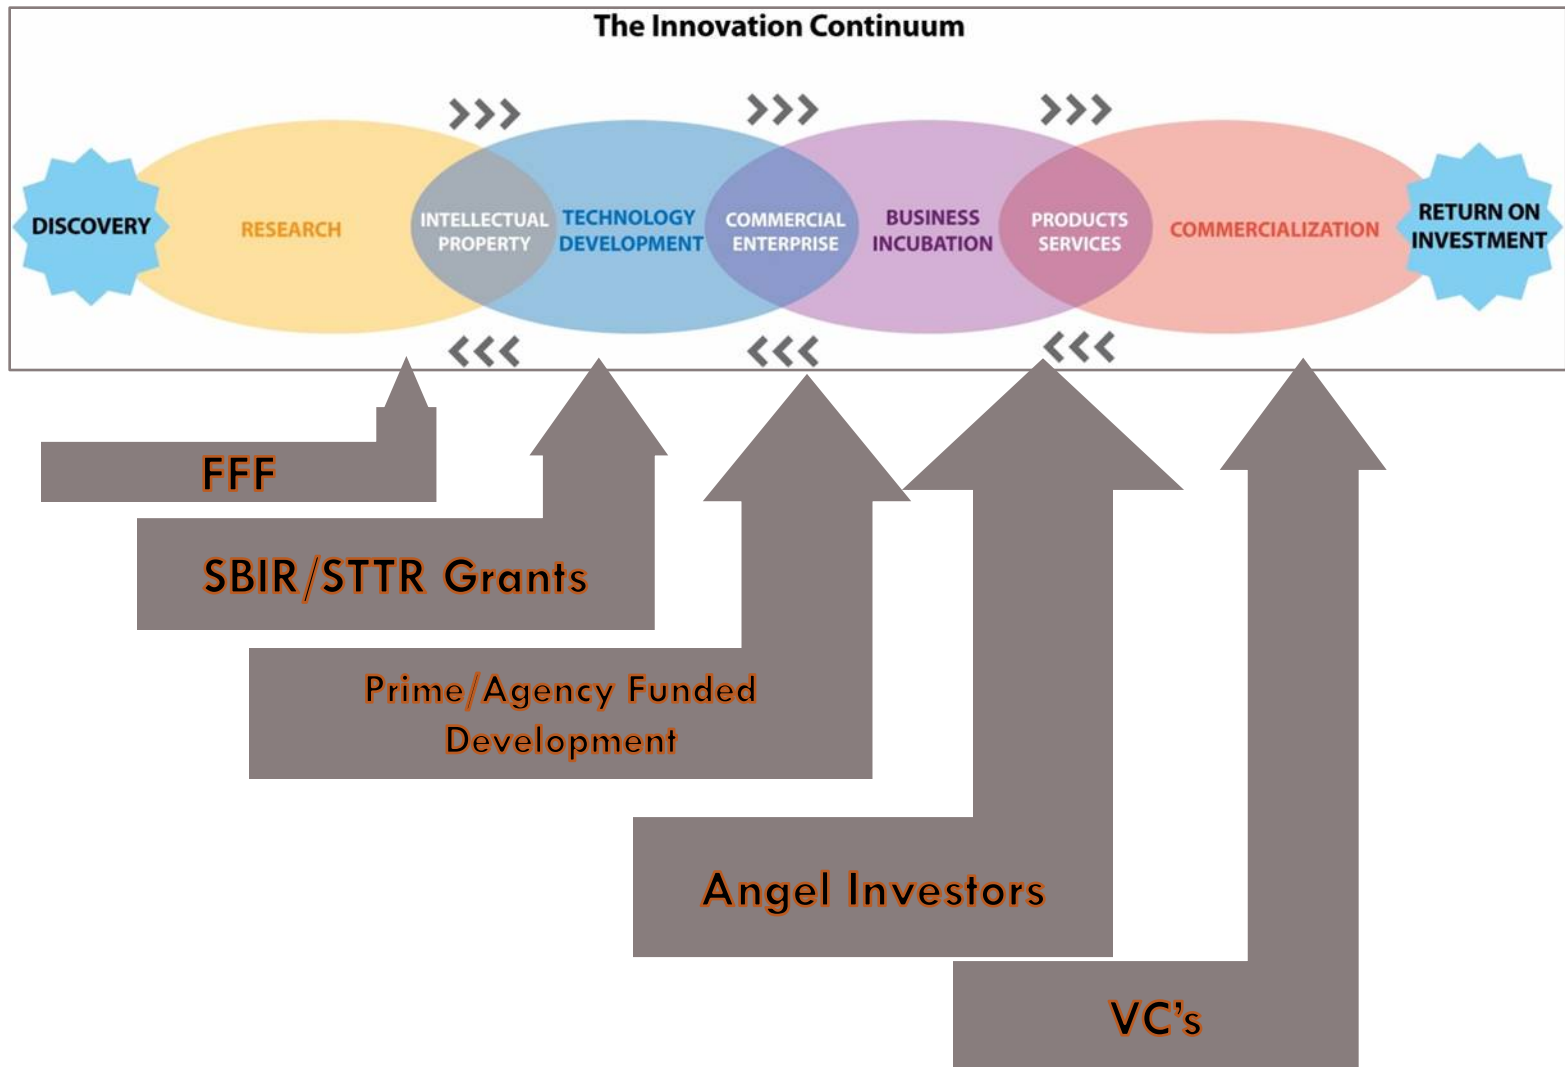 The Innovation Continuum
DISCOVERY
RESEARCH
INTELLECTUAL
PROPERTY
TECHNOLOGY
DEVELOPMENT
COMMERCIAL
ENTERPRISE
BUSINESS
INCUBATION
PRODUCTS
SERVICES
COMMERCIALIZATION
RETURN ON
INVESTMENT
FFF
SBIR/STTR Grants
Prime/Agency Funded
Development
Angel Investors
VC's